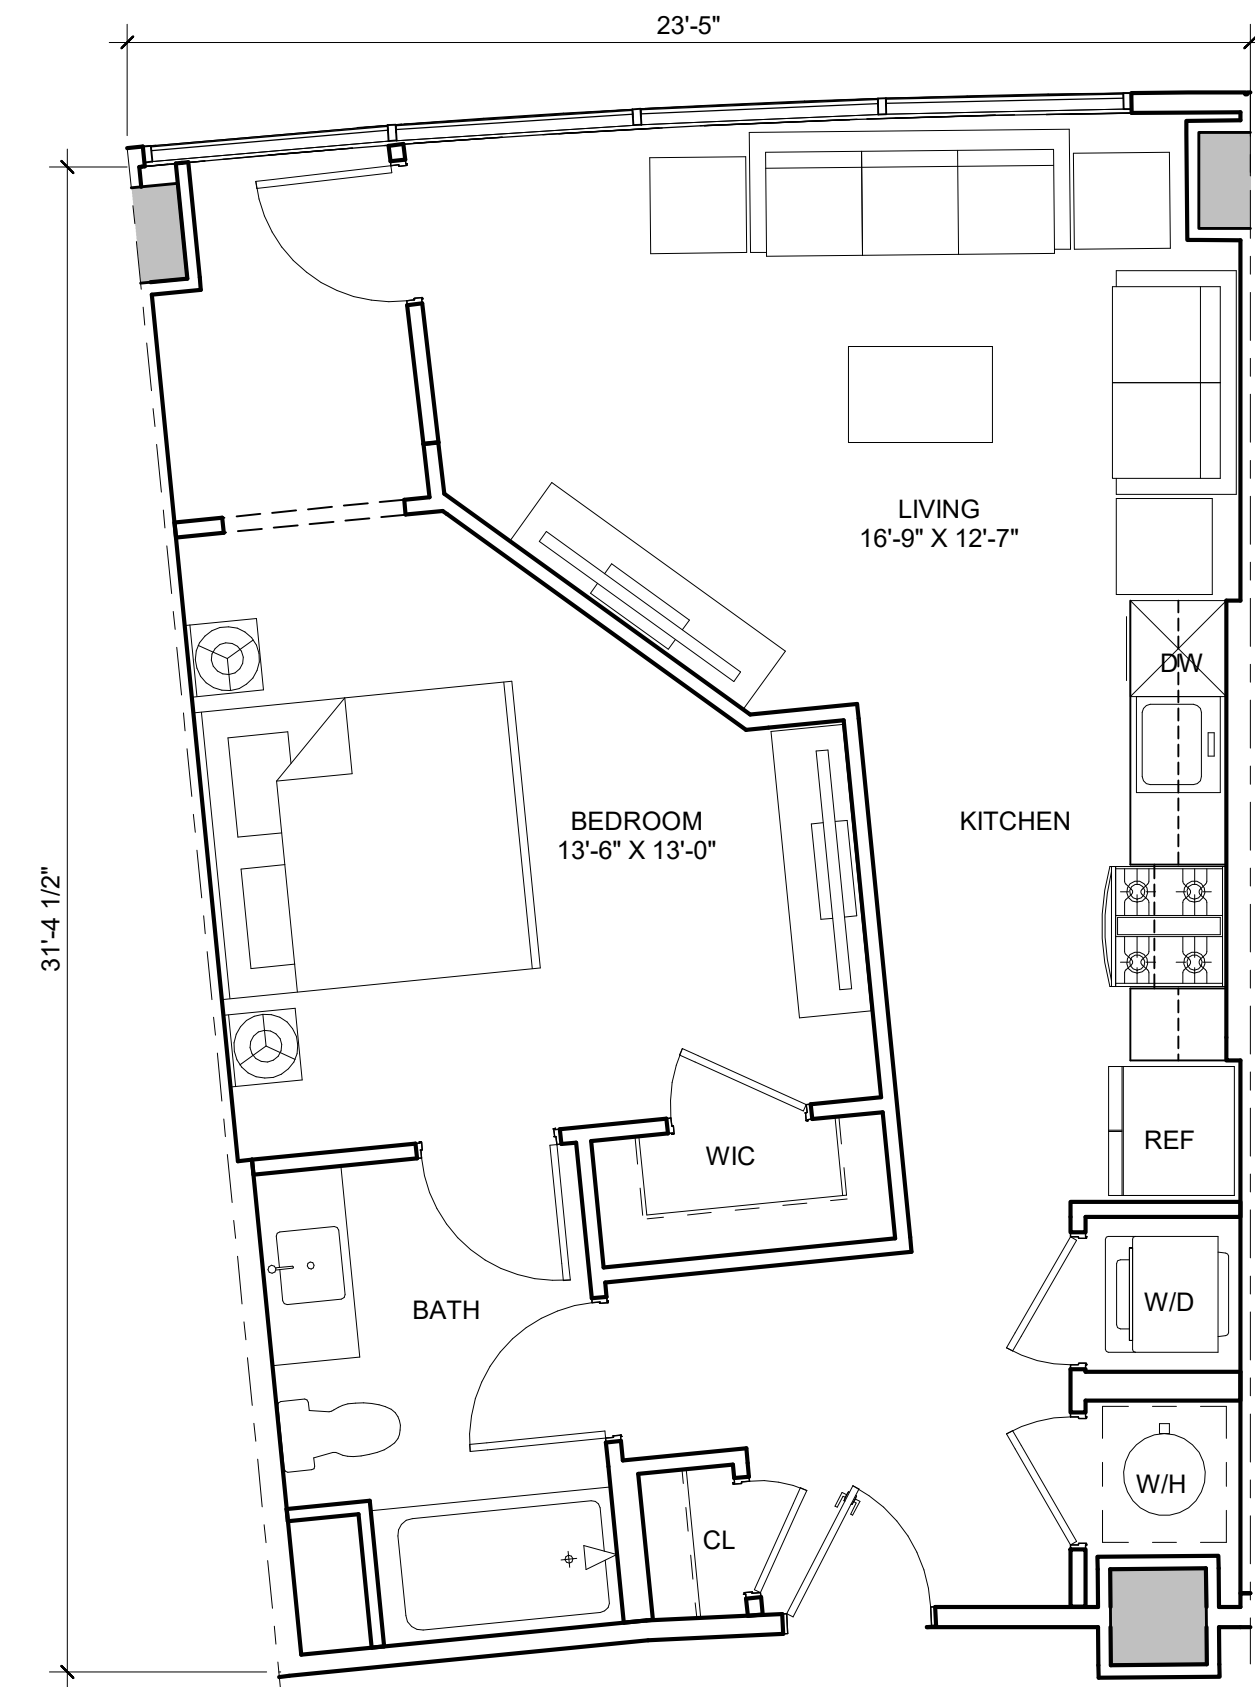 23'-5"
LIVING
16'-9" X 12'-7"
DW
BEDROOM
13'-6" X 13'-0"
KITCHEN
31'-4 1/2"
REF
WIC
W/D
BATH
W/H
CL